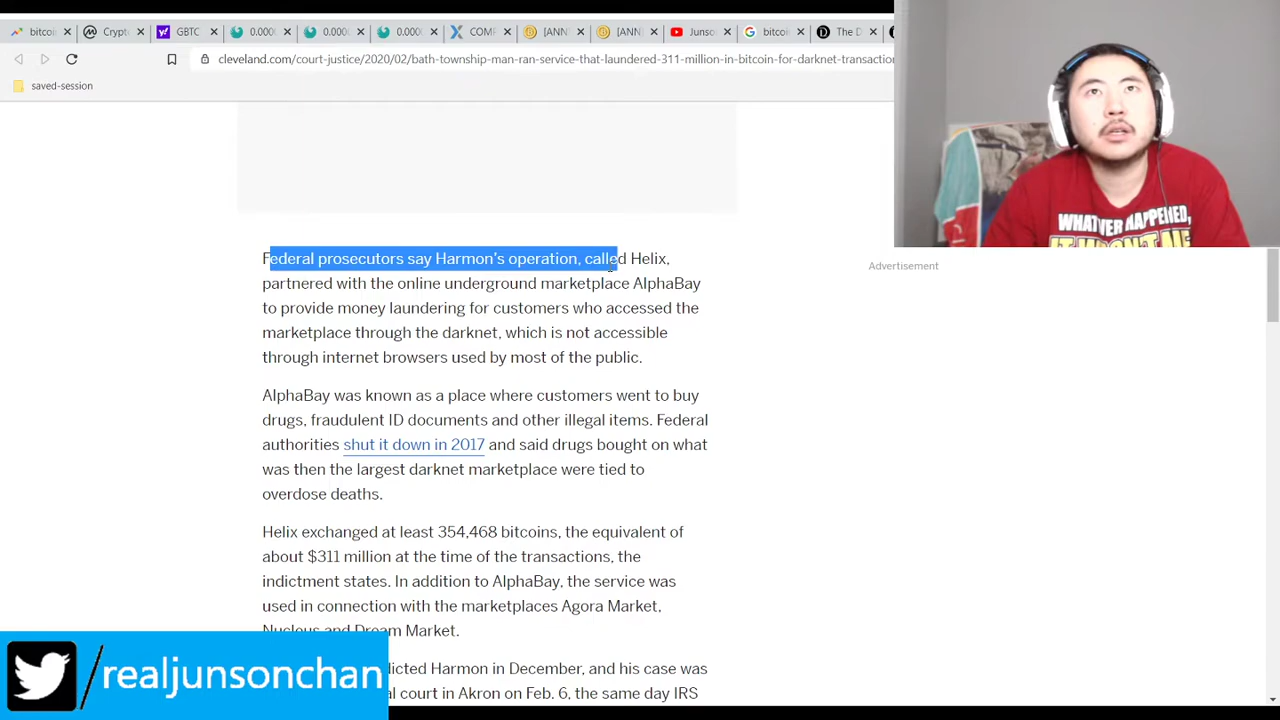 bitcoi
Crypt
GBTC
0.000
0.000
0.000
COMF
[ANN
[ANN
Junso
bitcoi
The D
cleveland.com/court-justice/2020/02/bath-township-man-ran-service-that-laundered-311-million-in-bitcoin-for-darknet-transactio
saved-session
WHATEVER HAPPENED,
Federal prosecutors say Harmon's operation, called Helix,
partnered with the online underground marketplace AlphaBay
to provide money laundering for customers who accessed the
marketplace through the darknet, which is not accessible
through internet browsers used by most of the public.
Advertisement
AlphaBay was known as a place where customers went to buy
drugs, fraudulent ID documents and other illegal items. Federal
authorities shut it down in 2017 and said drugs bought on what
was then the largest darknet marketplace were tied to
overdose deaths.
Helix exchanged at least 354,468 bitcoins, the equivalent of
about $311 million at the time of the transactions, the
indictment states. In addition to AlphaBay, the service was
used in connection with the marketplaces Agora Market,
Nucleus and Dream Market.
dicted Harmon in December, and his case was
al court in Akron on Feb. 6, the same day IRS
/realjunsonchan